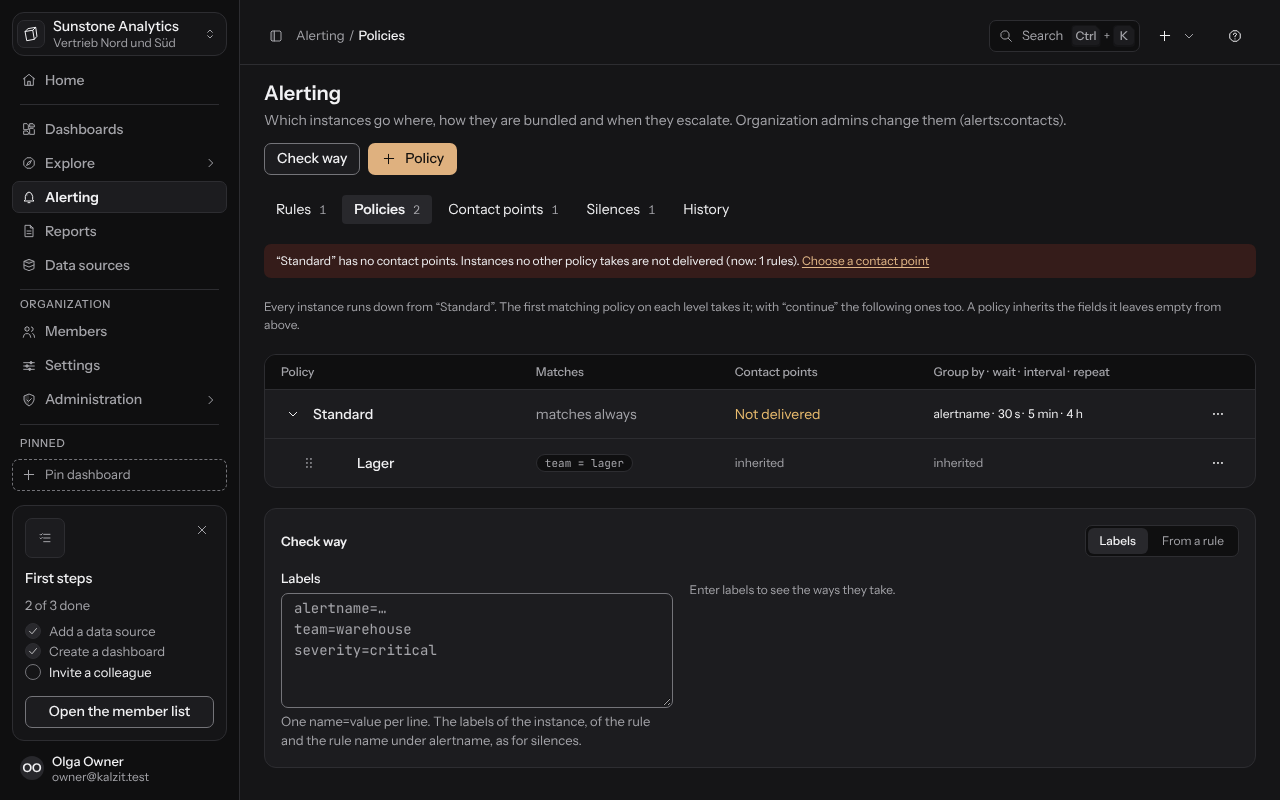 Sunstone Analytics
Vertrieb Nord und Süd
Home
Dashboards
Explore
Alerting
Reports
Data sources
ORGANIZATION
Members
Settings
Administration
PINNED
Pin dashboard
First steps
2 of 3 done
Add a data source
Create a dashboard
Invite a colleague
Open the member list
OO
Olga Owner
owner@kalzit.test
Alerting / Policies
Search Ctrl + K
Alerting
Which instances go where, how they are bundled and when they escalate. Organization admins change them (alerts:contacts).
Check way
Policy
Rules 1
Policies 2
Contact points 1
Silences 1
History
“Standard” has no contact points. Instances no other policy takes are not delivered (now: 1 rules). Choose a contact point
Every instance runs down from “Standard”. The first matching policy on each level takes it; with “continue” the following ones too. A policy inherits the fields it leaves empty from
above.
Policy Matches Contact points Group by · wait · interval · repeat
Standard matches always Not delivered alertname · 30 s · 5 min · 4 h
Lager team = lager inherited inherited
Check way
Labels From a rule
Labels
alertname=…
team=warehouse
severity=critical
One name=value per line. The labels of the instance, of the rule
and the rule name under alertname, as for silences.
Enter labels to see the ways they take.